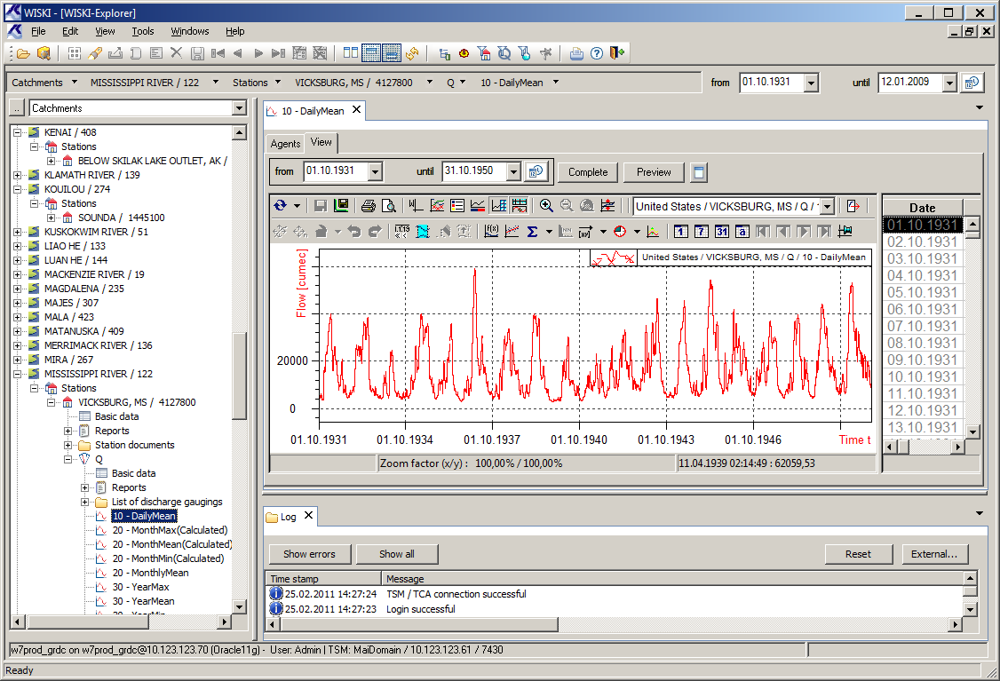 WISKI - [WISKI-Explorer]
File Edit View Tools Windows Help
Catchments MISSISSIPPI RIVER / 122 Stations VICKSBURG, MS / 4127800 Q 10 - DailyMean from 01.10.1931 until 12.01.2009
.. Catchments
KENAI / 408
Stations
BELOW SKILAK LAKE OUTLET, AK /
KLAMATH RIVER / 139
KOUILOU / 274
Stations
SOUNDA / 1445100
KUSKOKWIM RIVER / 51
LIAO HE / 133
LUAN HE / 144
MACKENZIE RIVER / 19
MAGDALENA / 235
MAJES / 307
MALA / 423
MATANUSKA / 409
MERRIMACK RIVER / 136
MIRA / 267
MISSISSIPPI RIVER / 122
Stations
VICKSBURG, MS / 4127800
Basic data
Reports
Station documents
Q
Basic data
Reports
List of discharge gaugings
10 - DailyMean
20 - MonthMax(Calculated)
20 - MonthMean(Calculated)
20 - MonthMin(Calculated)
20 - MonthlyMean
30 - YearMax
30 - YearMean
30 - YearMin
10 - DailyMean
Agents View
from 01.10.1931 until 31.10.1950 Complete Preview
United States / VICKSBURG, MS / Q /
1 7 31 a
United States / VICKSBURG, MS / Q / 10 - DailyMean
Flow [cumec]
20000
0
01.10.1931 01.10.1934 01.10.1937 01.10.1940 01.10.1943 01.10.1946 Time t
Zoom factor (x/y) : 100,00% / 100,00% 11.04.1939 02:14:49 : 62059,53
Date
01.10.1931
02.10.1931
03.10.1931
04.10.1931
05.10.1931
06.10.1931
07.10.1931
08.10.1931
09.10.1931
10.10.1931
11.10.1931
12.10.1931
13.10.1931
Log
Show errors Show all Reset External...
Time stamp Message
25.02.2011 14:27:24 TSM / TCA connection successful
25.02.2011 14:27:23 Login successful
w7prod_grdc on w7prod_grdc@10.123.123.70 (Oracle11g) - User: Admin | TSM: MaiDomain / 10.123.123.61 / 7430
Ready